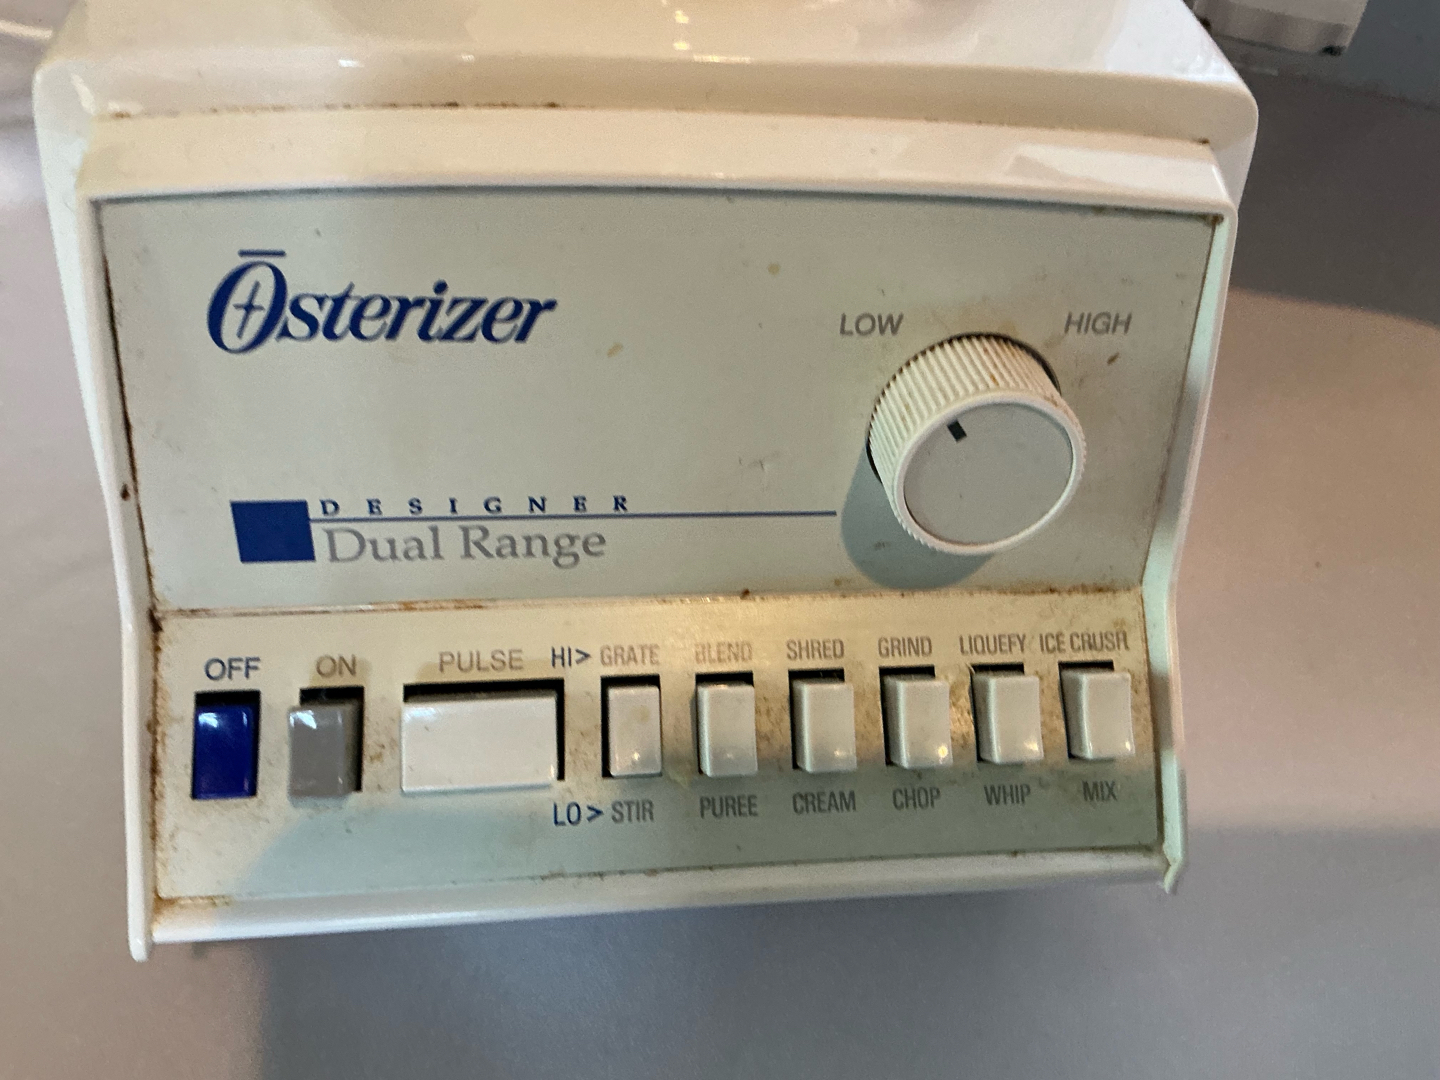 Ōsterizer
LOW HIGH
DESIGNER
Dual Range
OFF ON PULSE HI> GRATE BLEND SHRED GRIND LIQUEFY ICE CRUSH
LO> STIR PUREE CREAM CHOP WHIP MIX